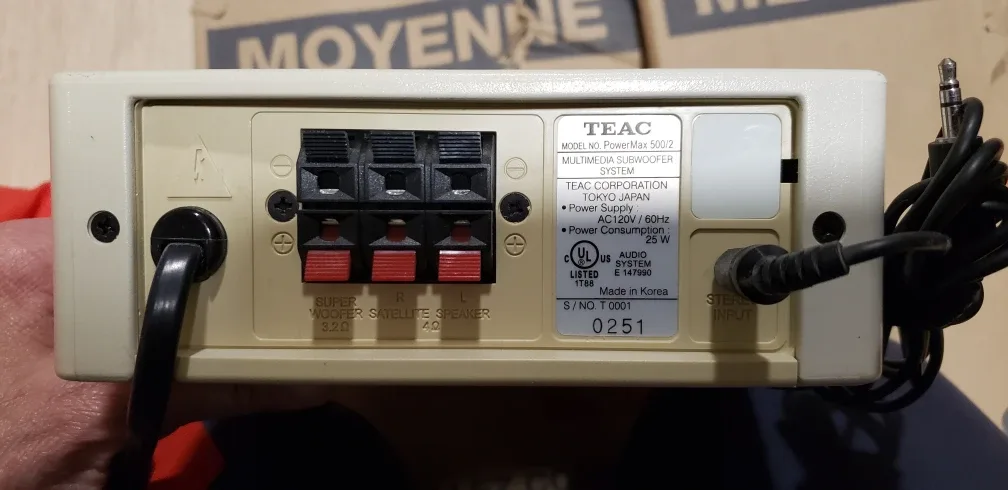 MOYENNE
TEAC
MODEL NO. PowerMax 500/2
MULTIMEDIA SUBWOOFER
SYSTEM
TEAC CORPORATION
TOKYO JAPAN
• Power Supply :
AC120V / 60Hz
• Power Consumption :
25 W
C UL US
LISTED
1T88
AUDIO
SYSTEM
E 147990
Made in Korea
S / NO. T 0001
0251
SUPER
WOOFER
3.2Ω
R L
SATELLITE SPEAKER
4Ω
STEREO
INPUT